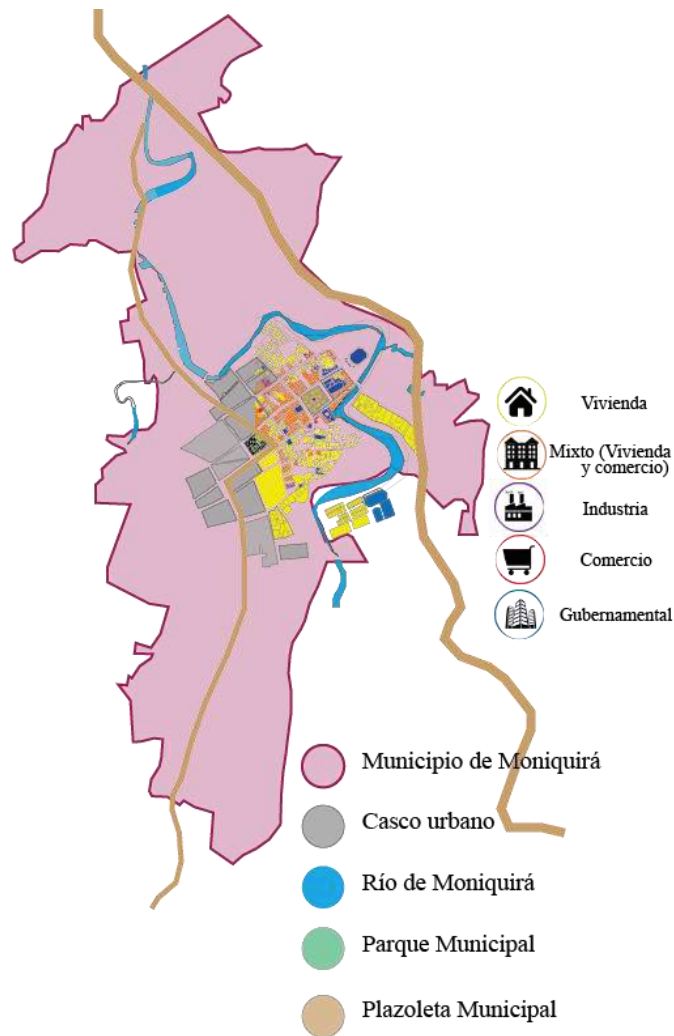 Vivienda
Mixto (Vivienda
y comercio)
Industria
Comercio
Gubernamental
Municipio de Moniquirá
Casco urbano
Río de Moniquirá
Parque Municipal
Plazoleta Municipal